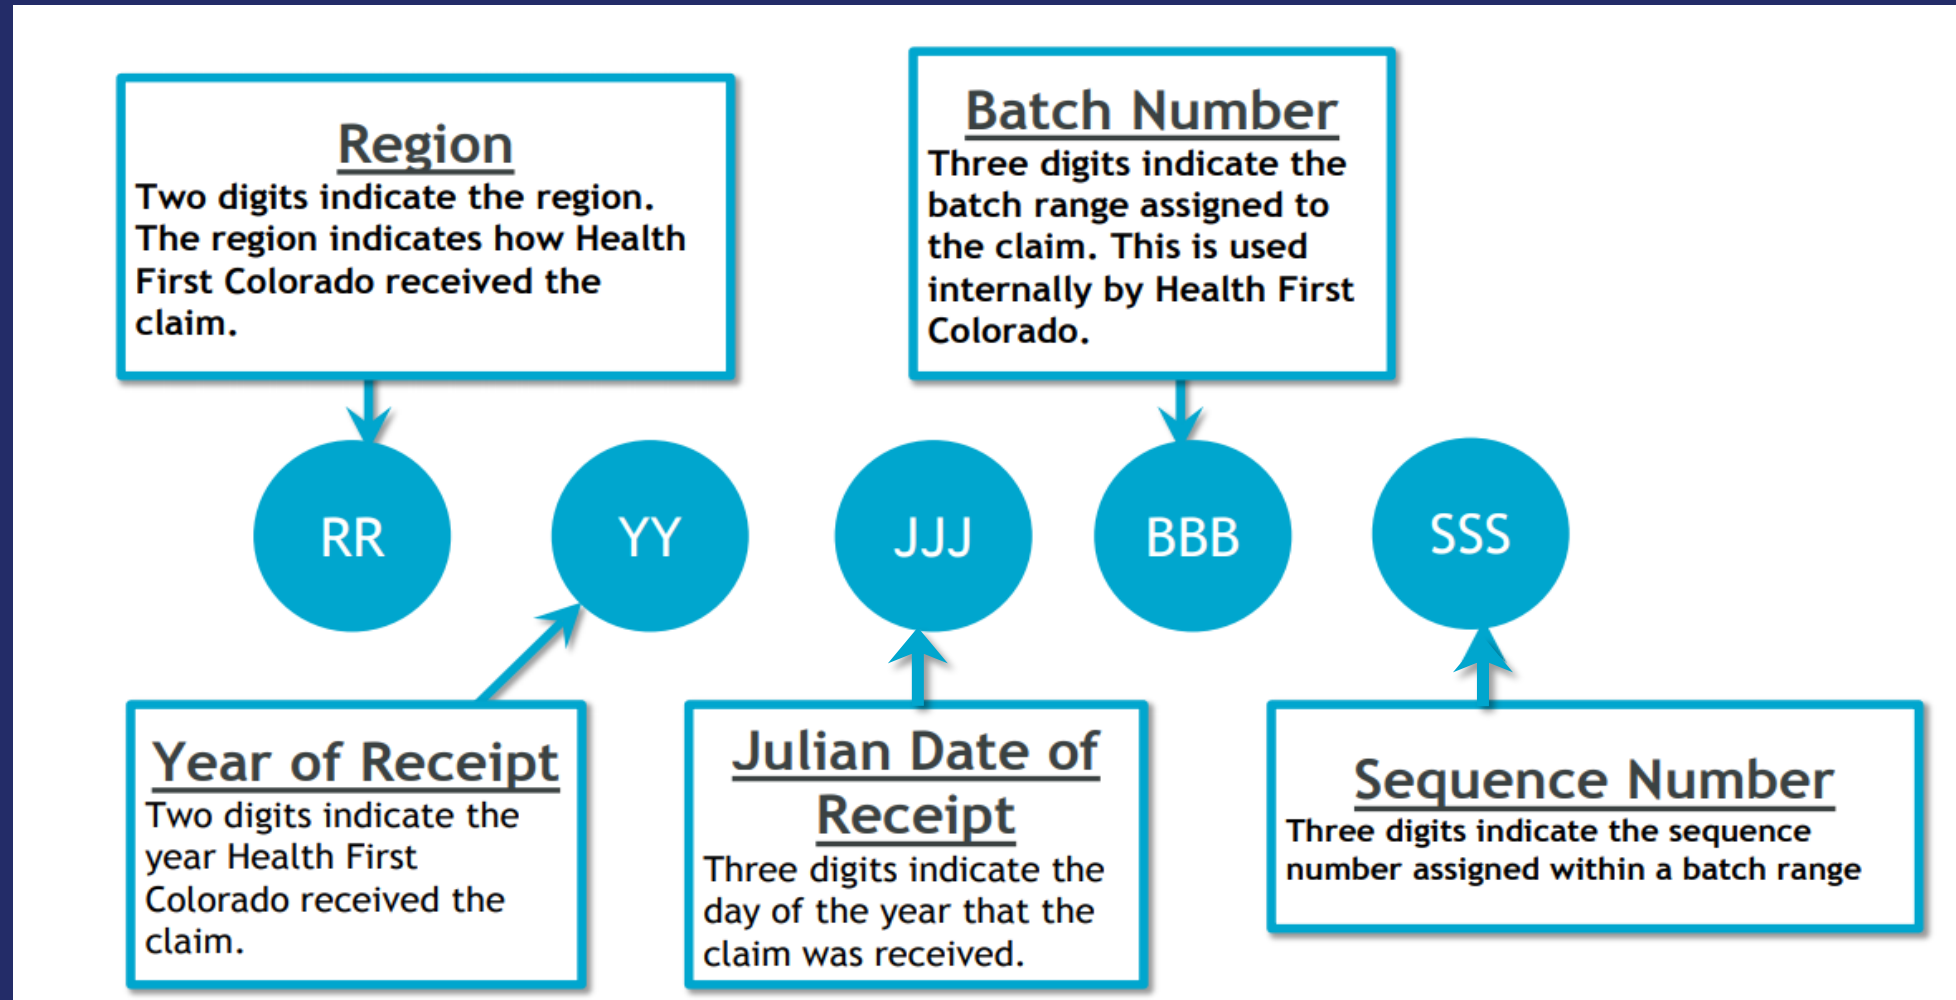 Region
Two digits indicate the region.
The region indicates how Health
First Colorado received the
claim.
Batch Number
Three digits indicate the
batch range assigned to
the claim. This is used
internally by Health First
Colorado.
RR
YY
JJJ
BBB
SSS
Year of Receipt
Two digits indicate the
year Health First
Colorado received the
claim.
Julian Date of
Receipt
Three digits indicate the
day of the year that the
claim was received.
Sequence Number
Three digits indicate the sequence
number assigned within a batch range